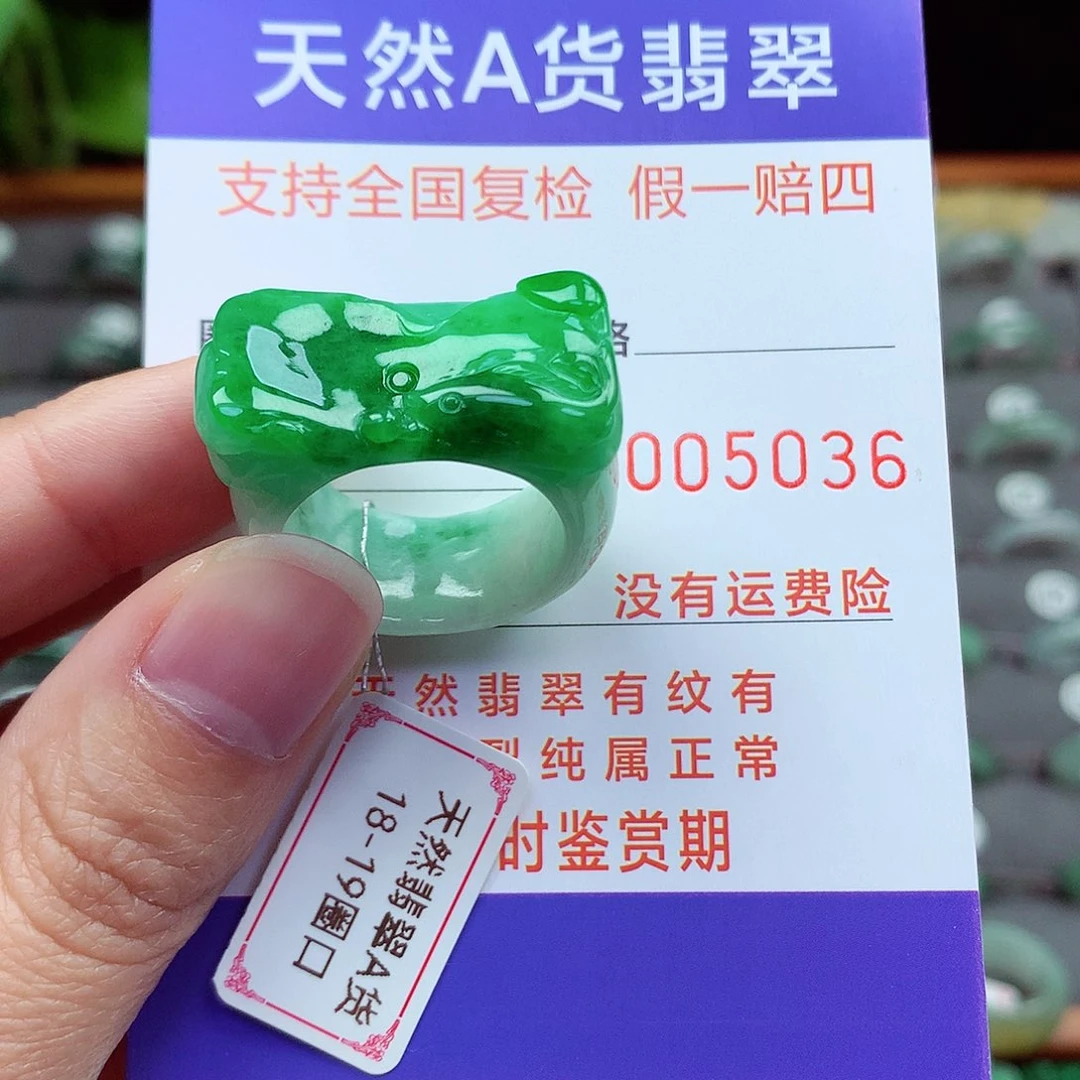 天然A货翡翠
支持全国复检 假一赔四
005036
没有运费险
天然翡翠有纹有
裂纯属正常
时鉴赏期
天然翡翠A货
18-19圈口